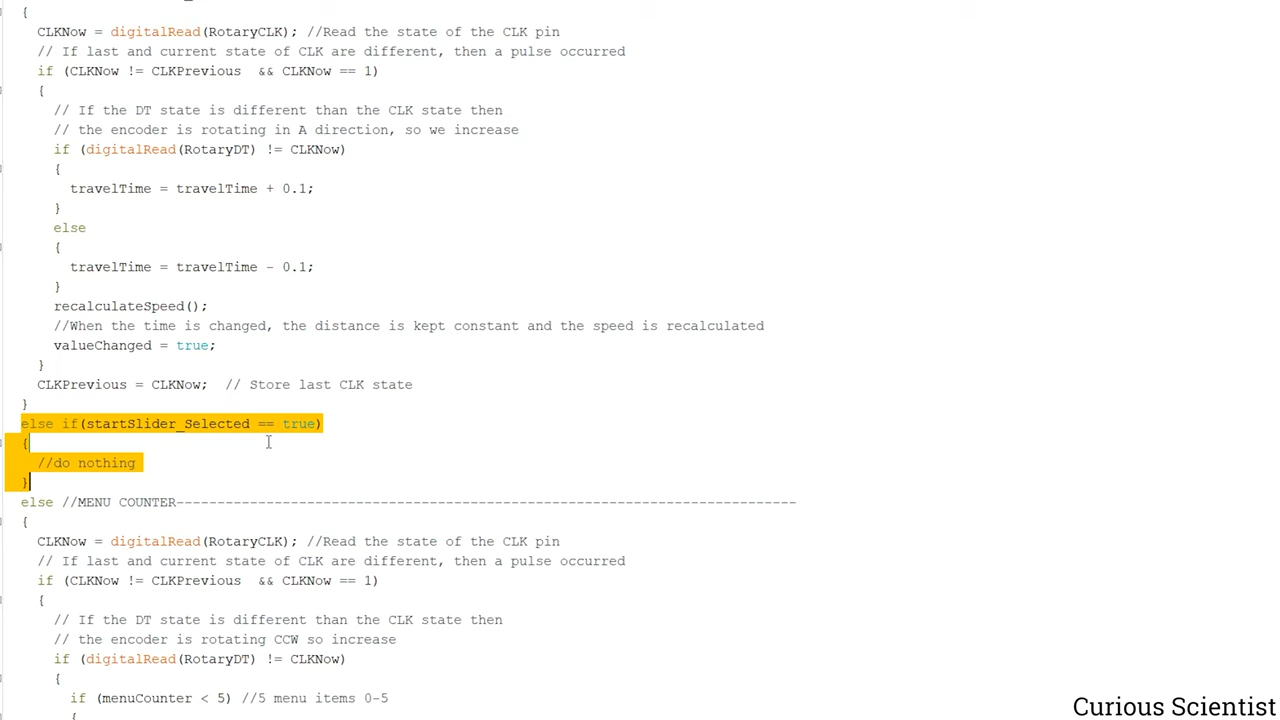 {
CLKNow = digitalRead(RotaryCLK); //Read the state of the CLK pin
// If last and current state of CLK are different, then a pulse occurred
if (CLKNow != CLKPrevious  && CLKNow == 1)
{
// If the DT state is different than the CLK state then
// the encoder is rotating in A direction, so we increase
if (digitalRead(RotaryDT) != CLKNow)
{
travelTime = travelTime + 0.1;
}
else
{
travelTime = travelTime - 0.1;
}
recalculateSpeed();
//When the time is changed, the distance is kept constant and the speed is recalculated
valueChanged = true;
}
CLKPrevious = CLKNow;  // Store last CLK state
}
else if(startSlider_Selected == true)
{
//do nothing
}
else //MENU COUNTER----------------------------------------------------------------------------
{
CLKNow = digitalRead(RotaryCLK); //Read the state of the CLK pin
// If last and current state of CLK are different, then a pulse occurred
if (CLKNow != CLKPrevious  && CLKNow == 1)
{
// If the DT state is different than the CLK state then
// the encoder is rotating CCW so increase
if (digitalRead(RotaryDT) != CLKNow)
{
if (menuCounter < 5) //5 menu items 0-5
{
Curious Scientist